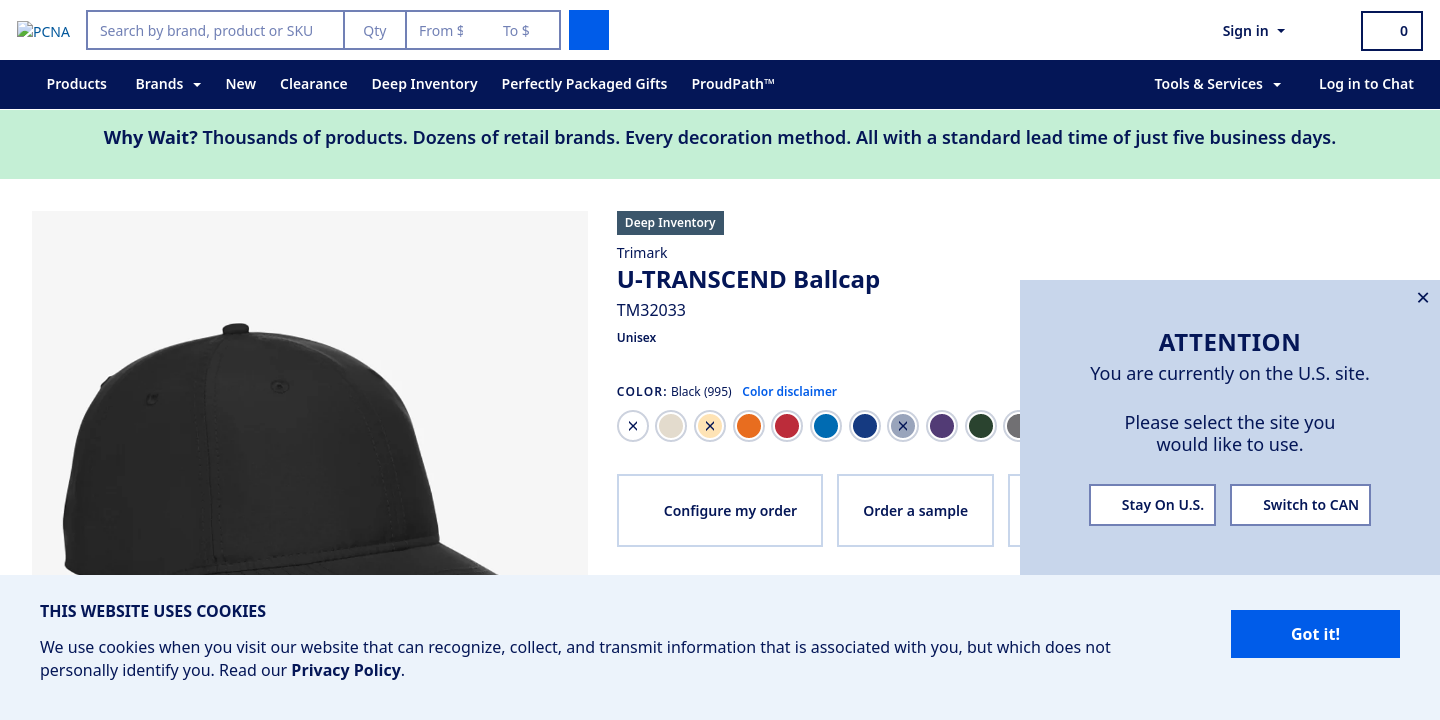 PCNA
Search by brand, product or SKU
Qty
From $
To $
Sign in
0
Products
Brands
New
Clearance
Deep Inventory
Perfectly Packaged Gifts
ProudPath™
Tools & Services
Log in to Chat
Why Wait? Thousands of products. Dozens of retail brands. Every decoration method. All with a standard lead time of just five business days.
Deep Inventory
Trimark
U-TRANSCEND Ballcap
TM32033
Unisex
COLOR: Black (995) Color disclaimer
Configure my order
Order a sample
×
ATTENTION
You are currently on the U.S. site.
Please select the site you
would like to use.
Stay On U.S.
Switch to CAN
THIS WEBSITE USES COOKIES
We use cookies when you visit our website that can recognize, collect, and transmit information that is associated with you, but which does not
personally identify you. Read our Privacy Policy.
Got it!